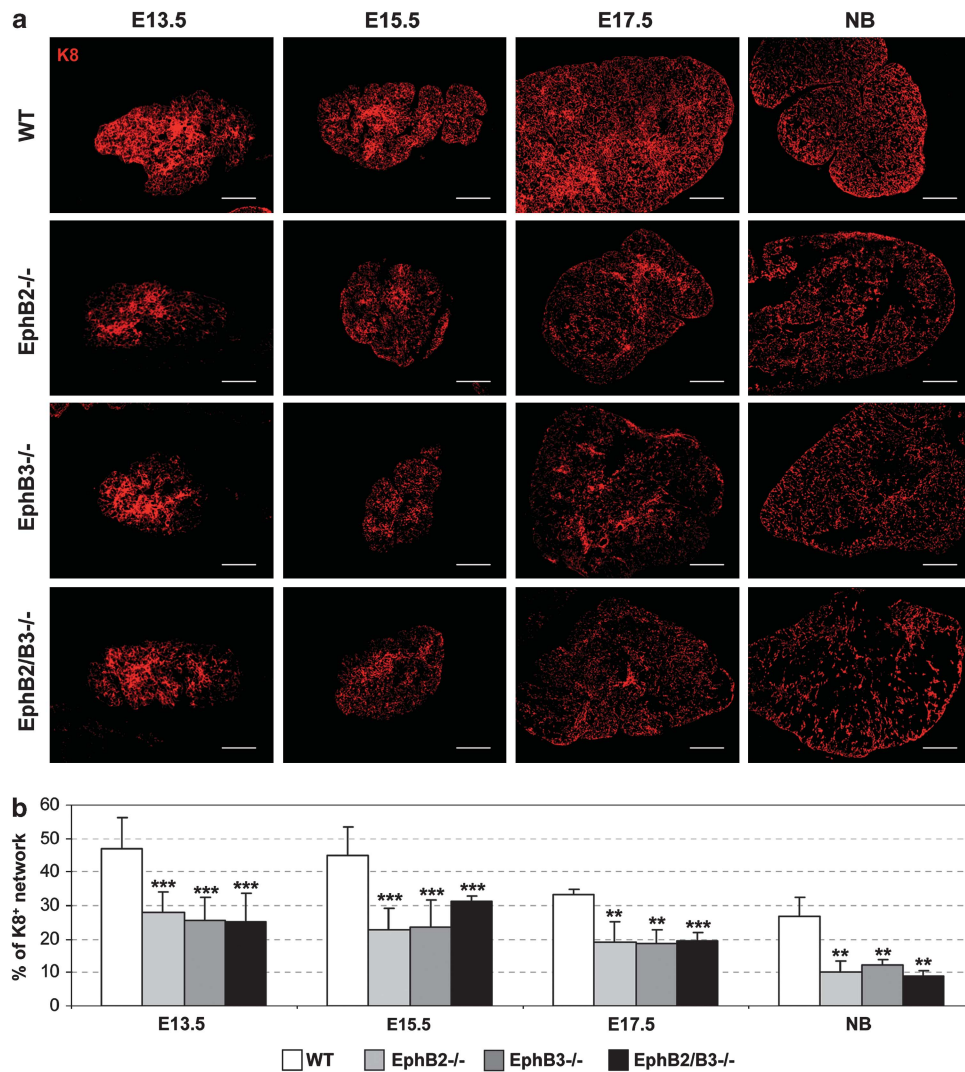 a
E13.5 E15.5 E17.5 NB
K8
WT
EphB2-/-
EphB3-/-
EphB2/B3-/-
b
% of K8⁺ network
60
50
40
30
20
10
0
*** *** ***
*** *** ***
** ** ***
** ** **
E13.5 E15.5 E17.5 NB
WT EphB2-/- EphB3-/- EphB2/B3-/-